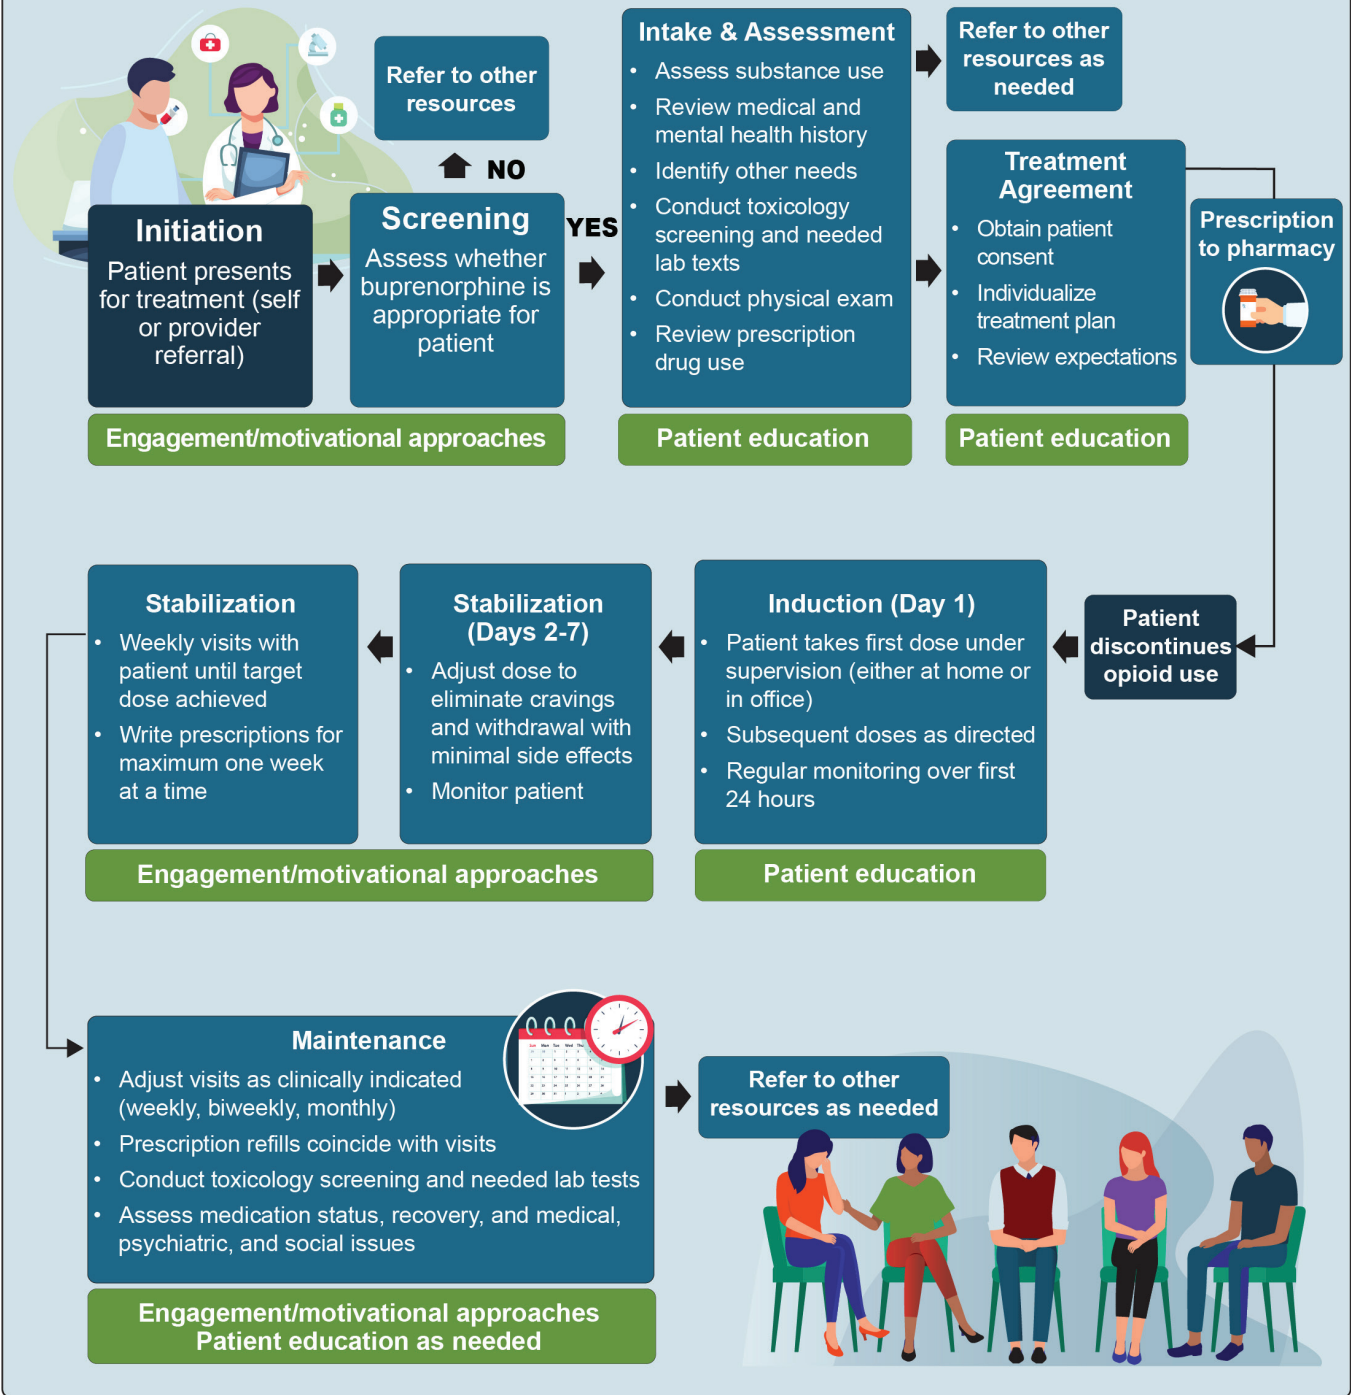 Refer to other
resources
NO
Initiation
Patient presents
for treatment (self
or provider
referral)
Screening
Assess whether
buprenorphine is
appropriate for
patient
YES
Engagement/motivational approaches
Intake & Assessment
• Assess substance use
• Review medical and
mental health history
• Identify other needs
• Conduct toxicology
screening and needed
lab texts
• Conduct physical exam
• Review prescription
drug use
Patient education
Refer to other
resources as
needed
Treatment
Agreement
• Obtain patient
consent
• Individualize
treatment plan
• Review expectations
Patient education
Prescription
to pharmacy
Patient
discontinues
opioid use
Induction (Day 1)
• Patient takes first dose under
supervision (either at home or
in office)
• Subsequent doses as directed
• Regular monitoring over first
24 hours
Patient education
Stabilization
(Days 2-7)
• Adjust dose to
eliminate cravings
and withdrawal with
minimal side effects
• Monitor patient
Stabilization
• Weekly visits with
patient until target
dose achieved
• Write prescriptions for
maximum one week
at a time
Engagement/motivational approaches
Maintenance
• Adjust visits as clinically indicated
(weekly, biweekly, monthly)
• Prescription refills coincide with visits
• Conduct toxicology screening and needed lab tests
• Assess medication status, recovery, and medical,
psychiatric, and social issues
Engagement/motivational approaches
Patient education as needed
Refer to other
resources as needed